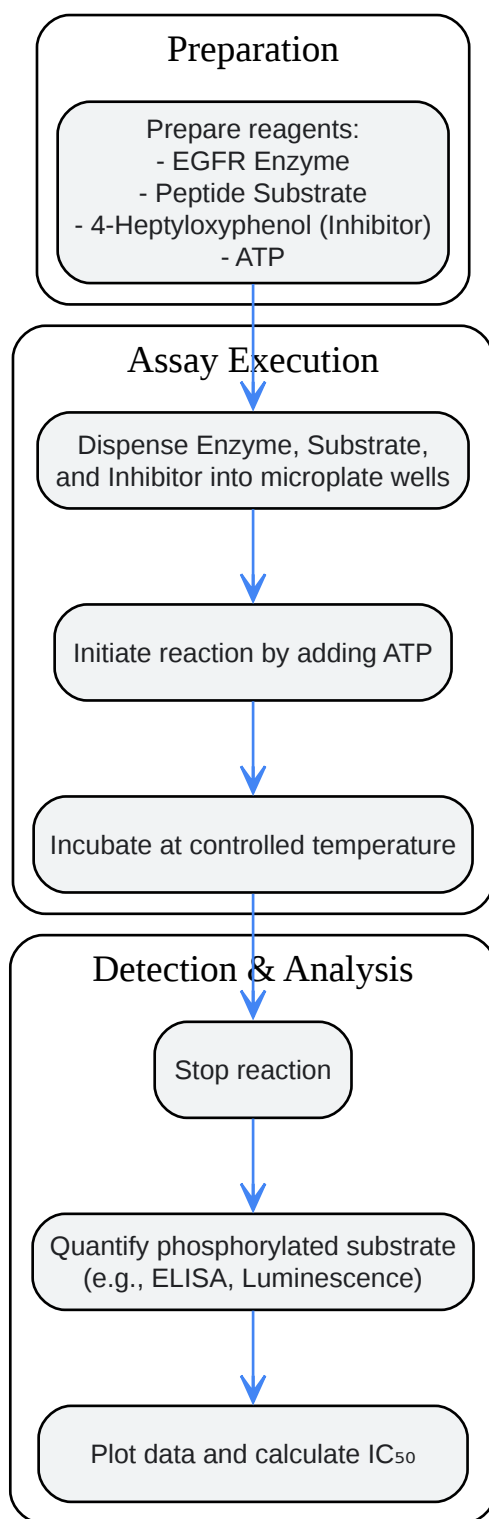 Preparation
Prepare reagents:
- EGFR Enzyme
- Peptide Substrate
- 4-Heptyloxyphenol (Inhibitor)
- ATP
Assay Execution
Dispense Enzyme, Substrate,
and Inhibitor into microplate wells
Initiate reaction by adding ATP
Incubate at controlled temperature
Detection & Analysis
Stop reaction
Quantify phosphorylated substrate
(e.g., ELISA, Luminescence)
Plot data and calculate IC₅₀